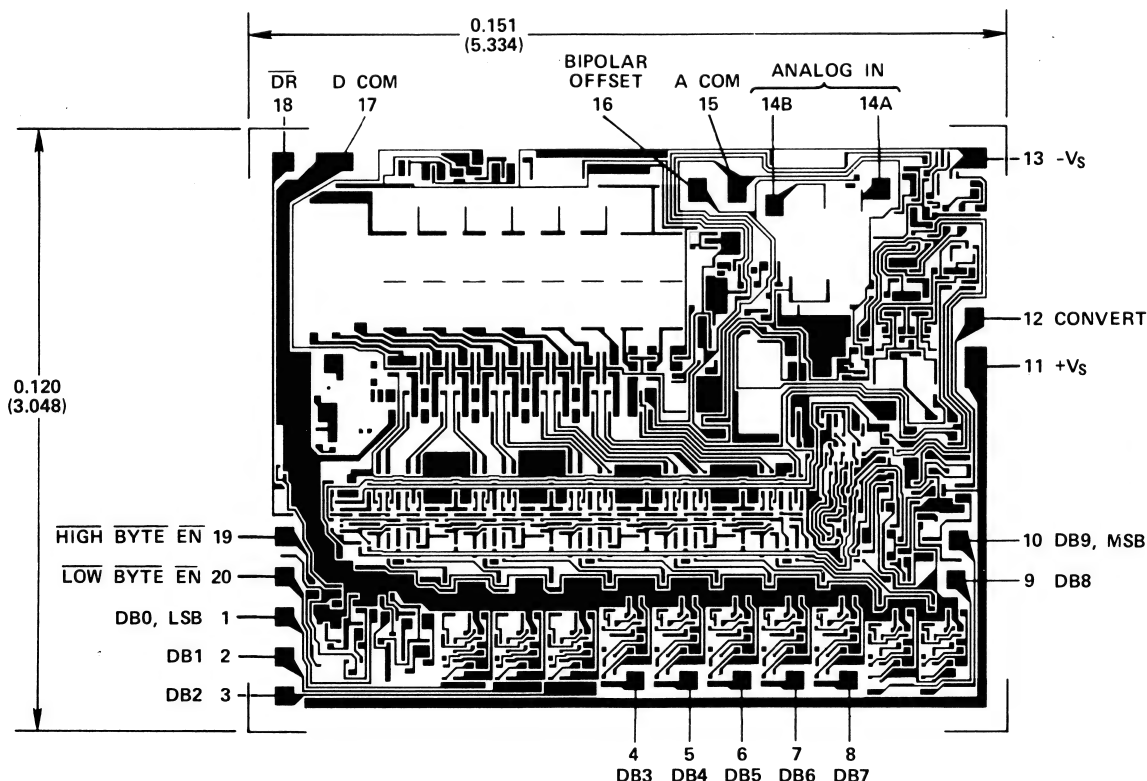 0.151
(5.334)
BIPOLAR
OFFSET
16
A COM
15
ANALOG IN
14B
14A
DR
18
D COM
17
13 -VS
12 CONVERT
11 +VS
0.120
(3.048)
HIGH BYTE EN 19
LOW BYTE EN 20
DB0, LSB 1
DB1 2
DB2 3
10 DB9, MSB
9 DB8
4
DB3
5
DB4
6
DB5
7
DB6
8
DB7